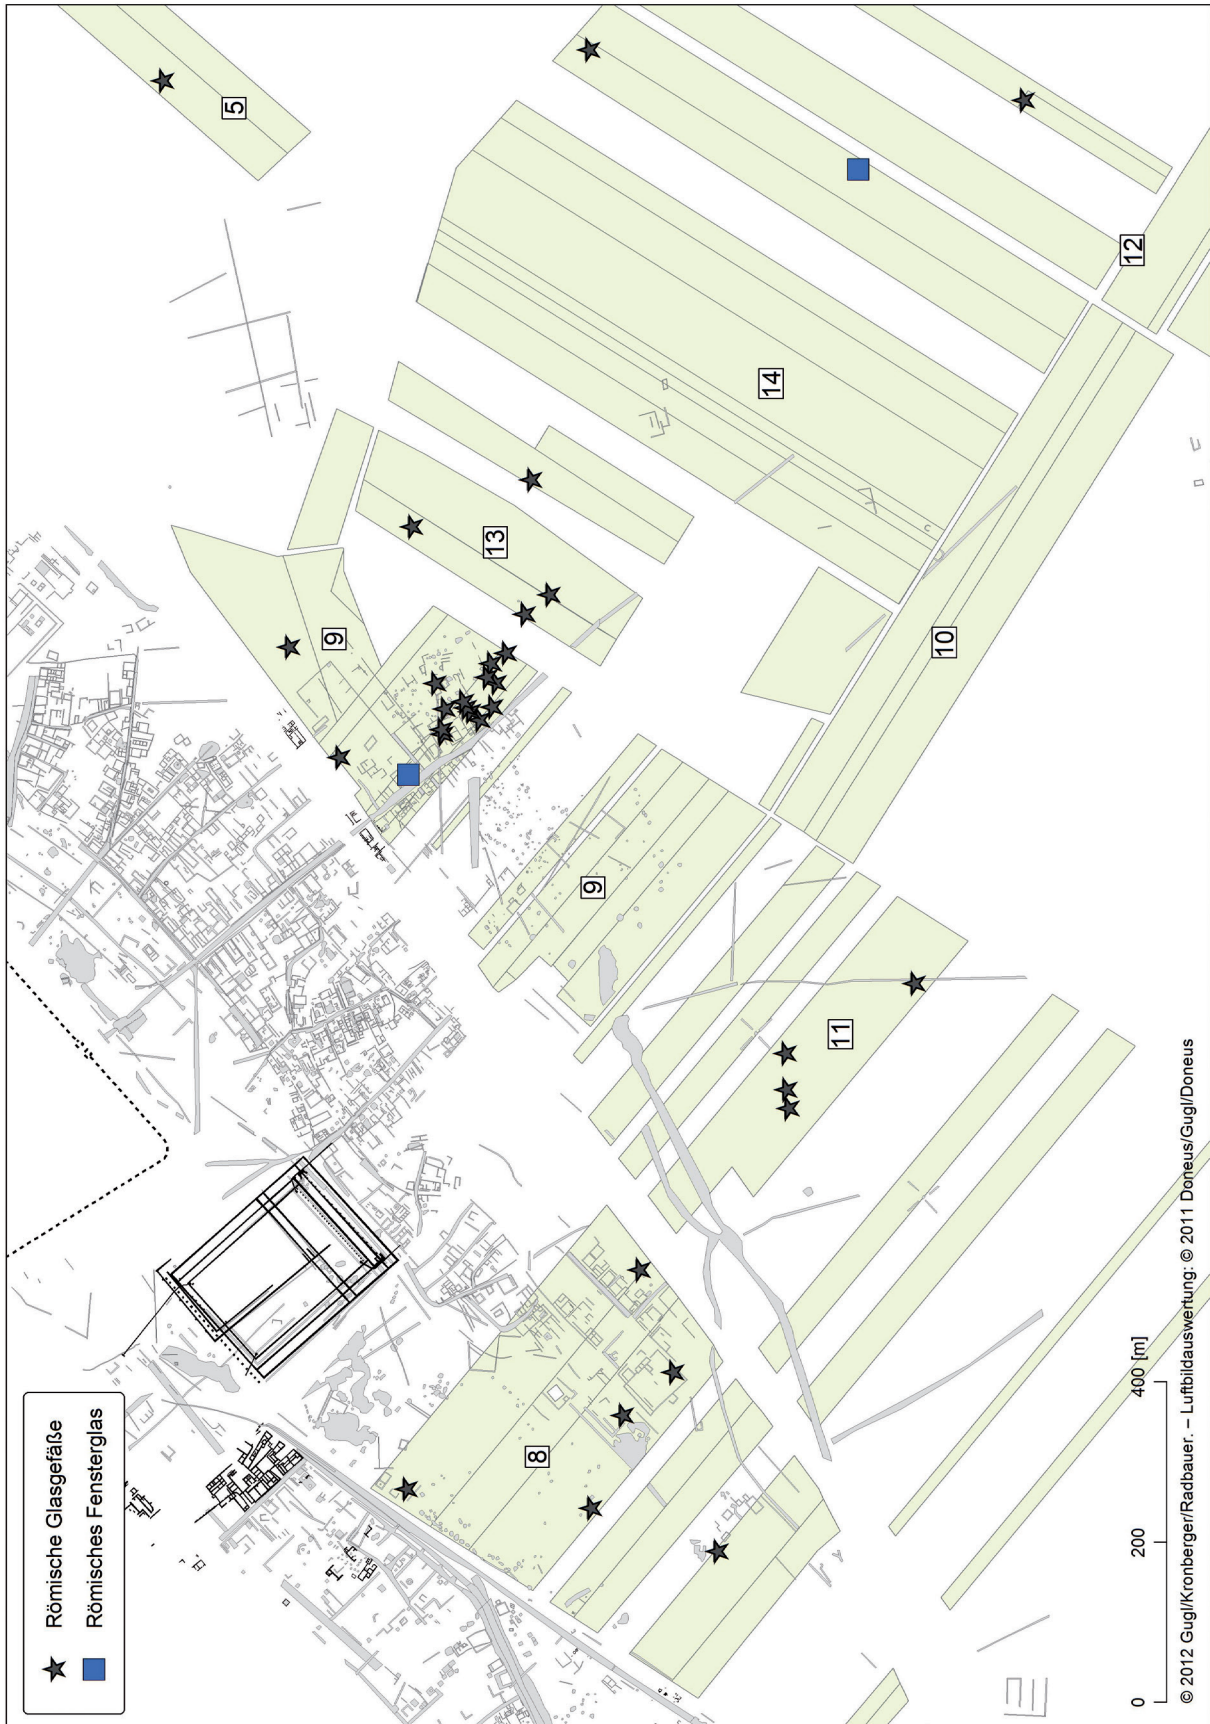 Römische Glasgefäße
Römisches Fensterglas
5
9
13
8
9
14
11
10
12
0 200 400 [m]
© 2012 Gugl/Kronberger/Radbauer. – Luftbildauswertung: © 2011 Doneus/Gugl/Doneus